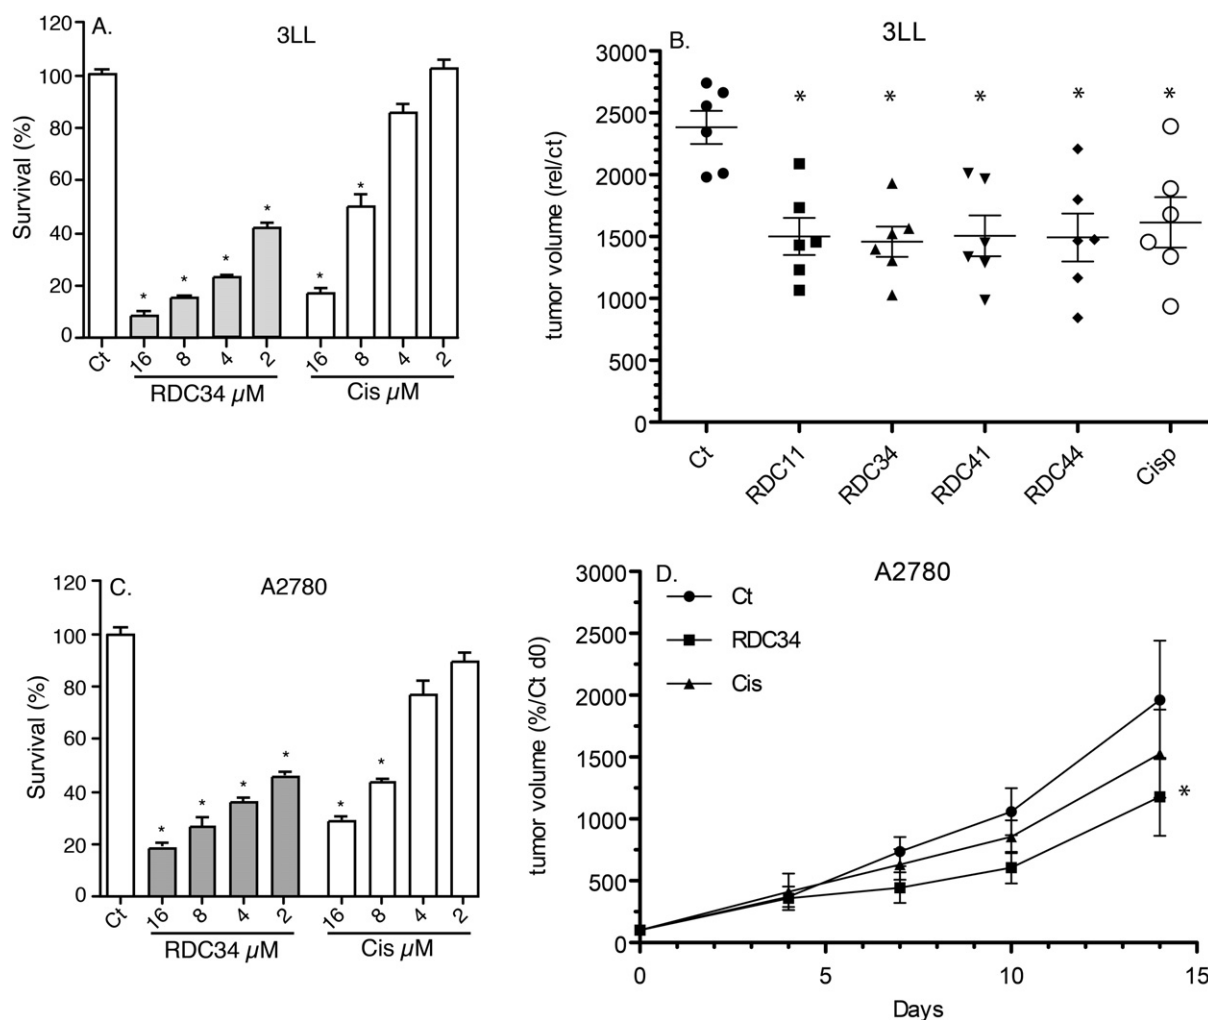 A.
3LL
Survival (%)
120
100
80
60
40
20
0
*
*
*
*
*
*
Ct
16
8
4
2
16
8
4
2
RDC34 µM
Cis µM
B.
3LL
tumor volume (rel/ct)
3000
2500
2000
1500
1000
500
0
* * * * *
Ct
RDC11
RDC34
RDC41
RDC44
Cisp
C.
A2780
Survival (%)
120
100
80
60
40
20
0
*
*
*
*
*
*
Ct
16
8
4
2
16
8
4
2
RDC34 µM
Cis µM
D.
A2780
tumor volume (%/Ct d0)
3000
2500
2000
1500
1000
500
0
Ct
RDC34
Cis
*
0 5 10 15
Days